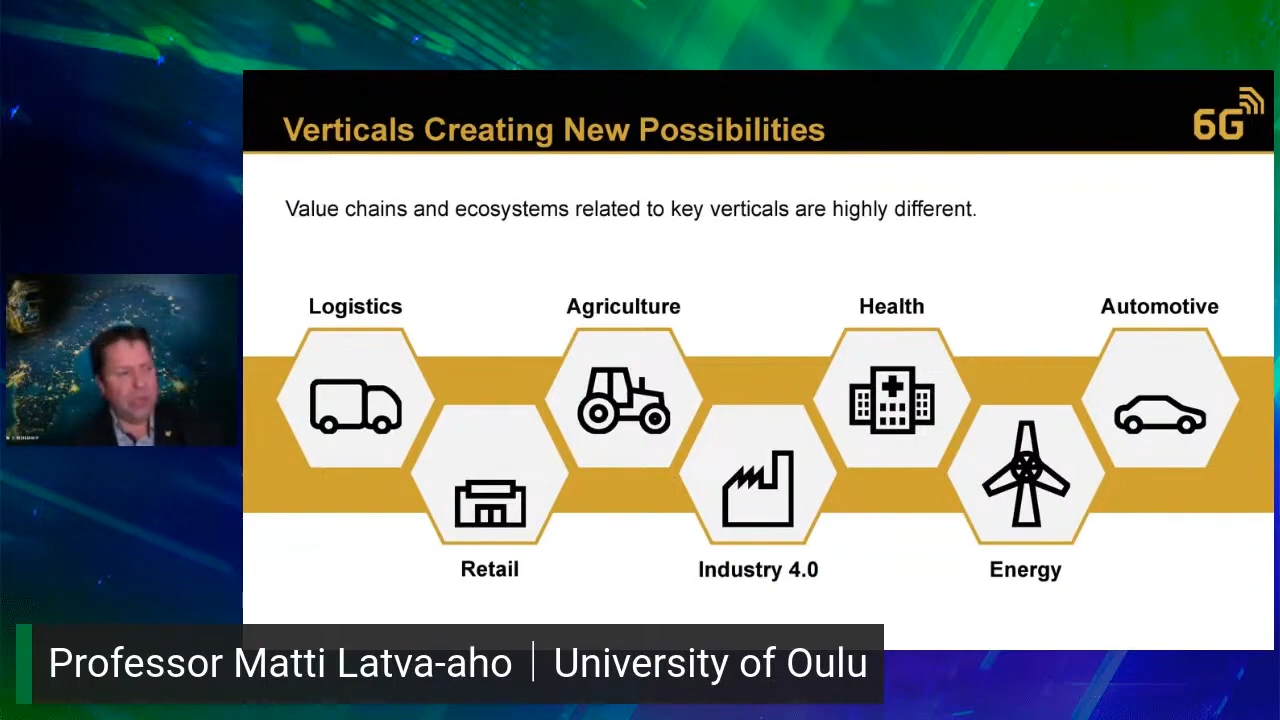 Verticals Creating New Possibilities
6G
Value chains and ecosystems related to key verticals are highly different.
Logistics
Agriculture
Health
Automotive
Retail
Industry 4.0
Energy
Professor Matti Latva-aho | University of Oulu